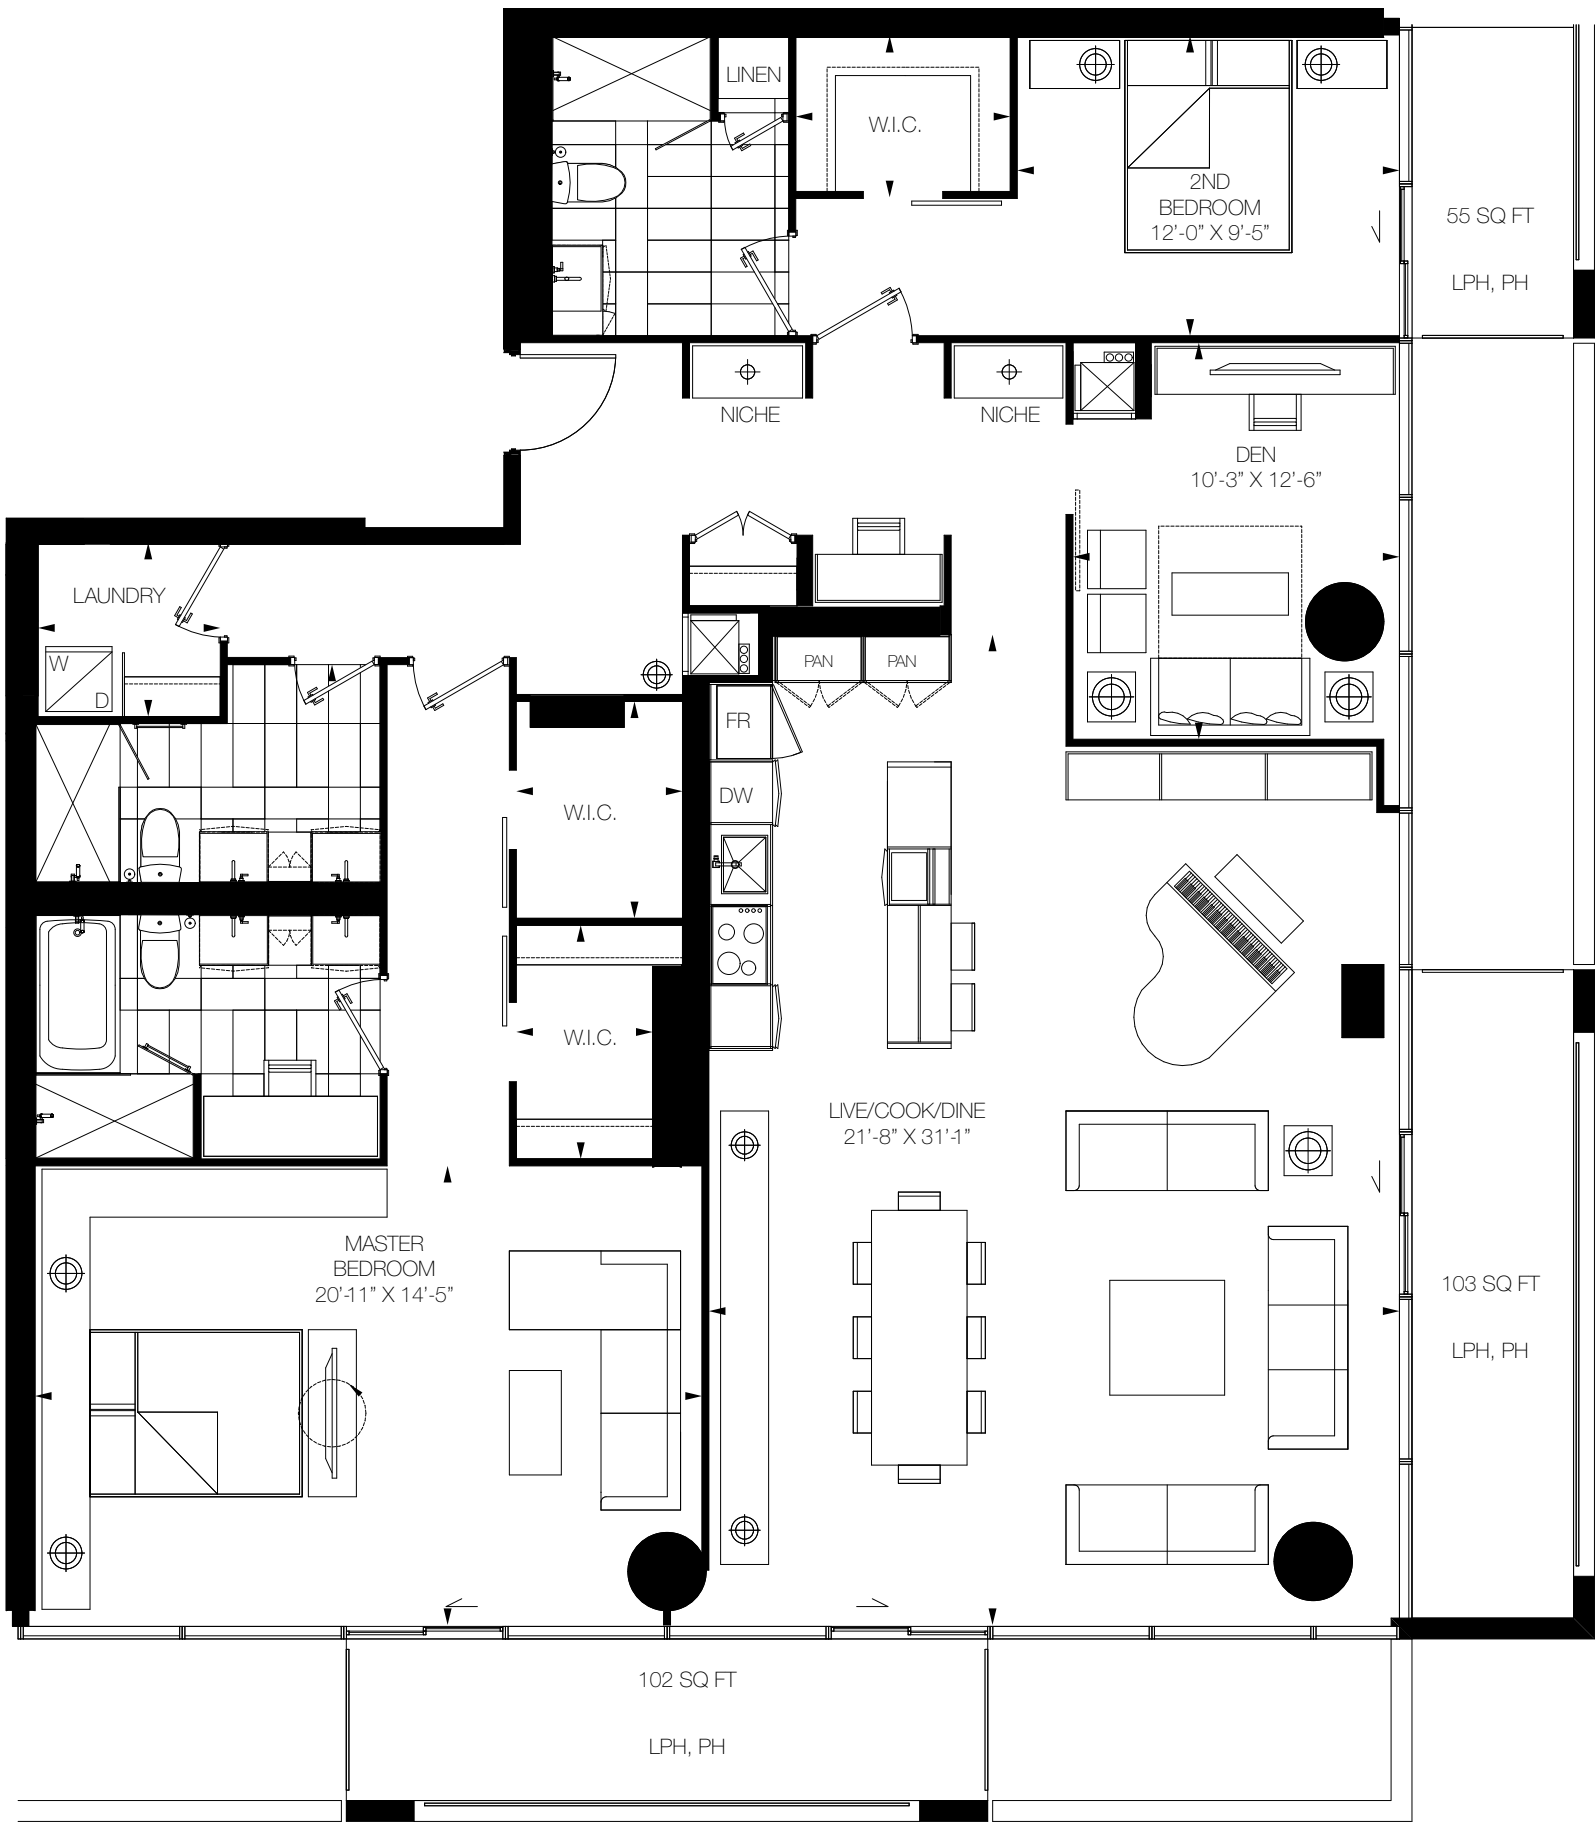 LINEN
W.I.C.
2ND
BEDROOM
12'-0" X 9'-5"
55 SQ FT
LPH, PH
NICHE
NICHE
DEN
10'-3" X 12'-6"
LAUNDRY
W
D
PAN
PAN
FR
DW
W.I.C.
W.I.C.
LIVE/COOK/DINE
21'-8" X 31'-1"
MASTER
BEDROOM
20'-11" X 14'-5"
103 SQ FT
LPH, PH
102 SQ FT
LPH, PH